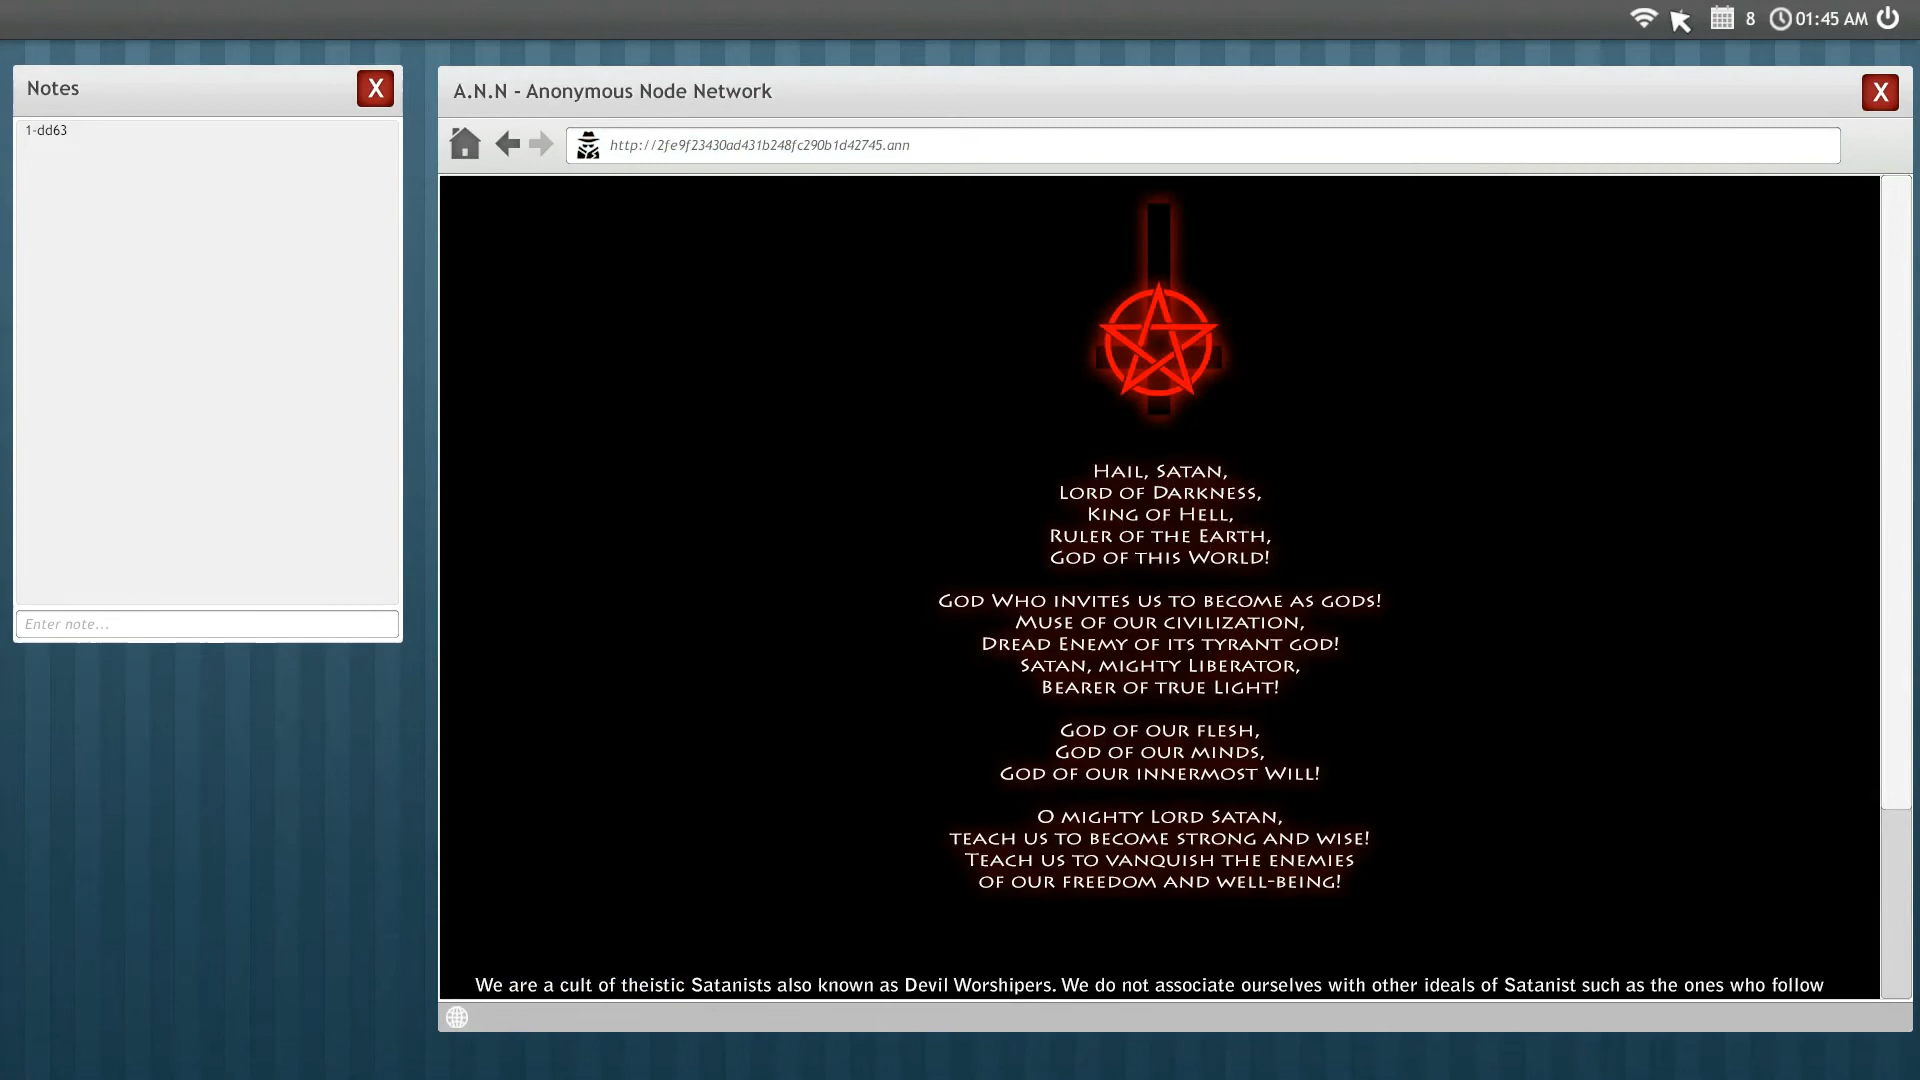 8
01:45 AM
Notes
X
1-dd63
Enter note...
A.N.N - Anonymous Node Network
X
http://2fe9f23430ad431b248fc290b1d42745.ann
Hail, Satan,
Lord of Darkness,
King of Hell,
Ruler of the Earth,
God of this World!
God Who invites us to become as gods!
Muse of our civilization,
Dread Enemy of its tyrant god!
Satan, mighty Liberator,
Bearer of true Light!
God of our flesh,
God of our minds,
God of our innermost Will!
O mighty Lord Satan,
teach us to become strong and wise!
Teach us to vanquish the enemies
of our freedom and well-being!
We are a cult of theistic Satanists also known as Devil Worshipers. We do not associate ourselves with other ideals of Satanist such as the ones who follow